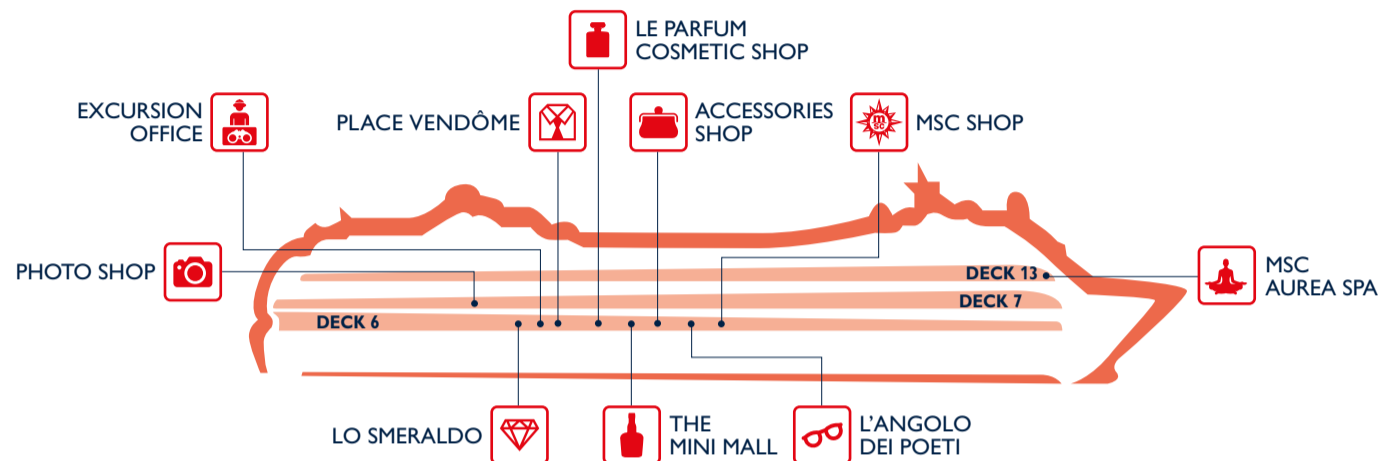 LE PARFUM
COSMETIC SHOP
EXCURSION
OFFICE
PLACE VENDÔME
ACCESSORIES
SHOP
msc
MSC SHOP
PHOTO SHOP
DECK 13
MSC
AUREA SPA
DECK 7
DECK 6
LO SMERALDO
THE
MINI MALL
L'ANGOLO
DEI POETI